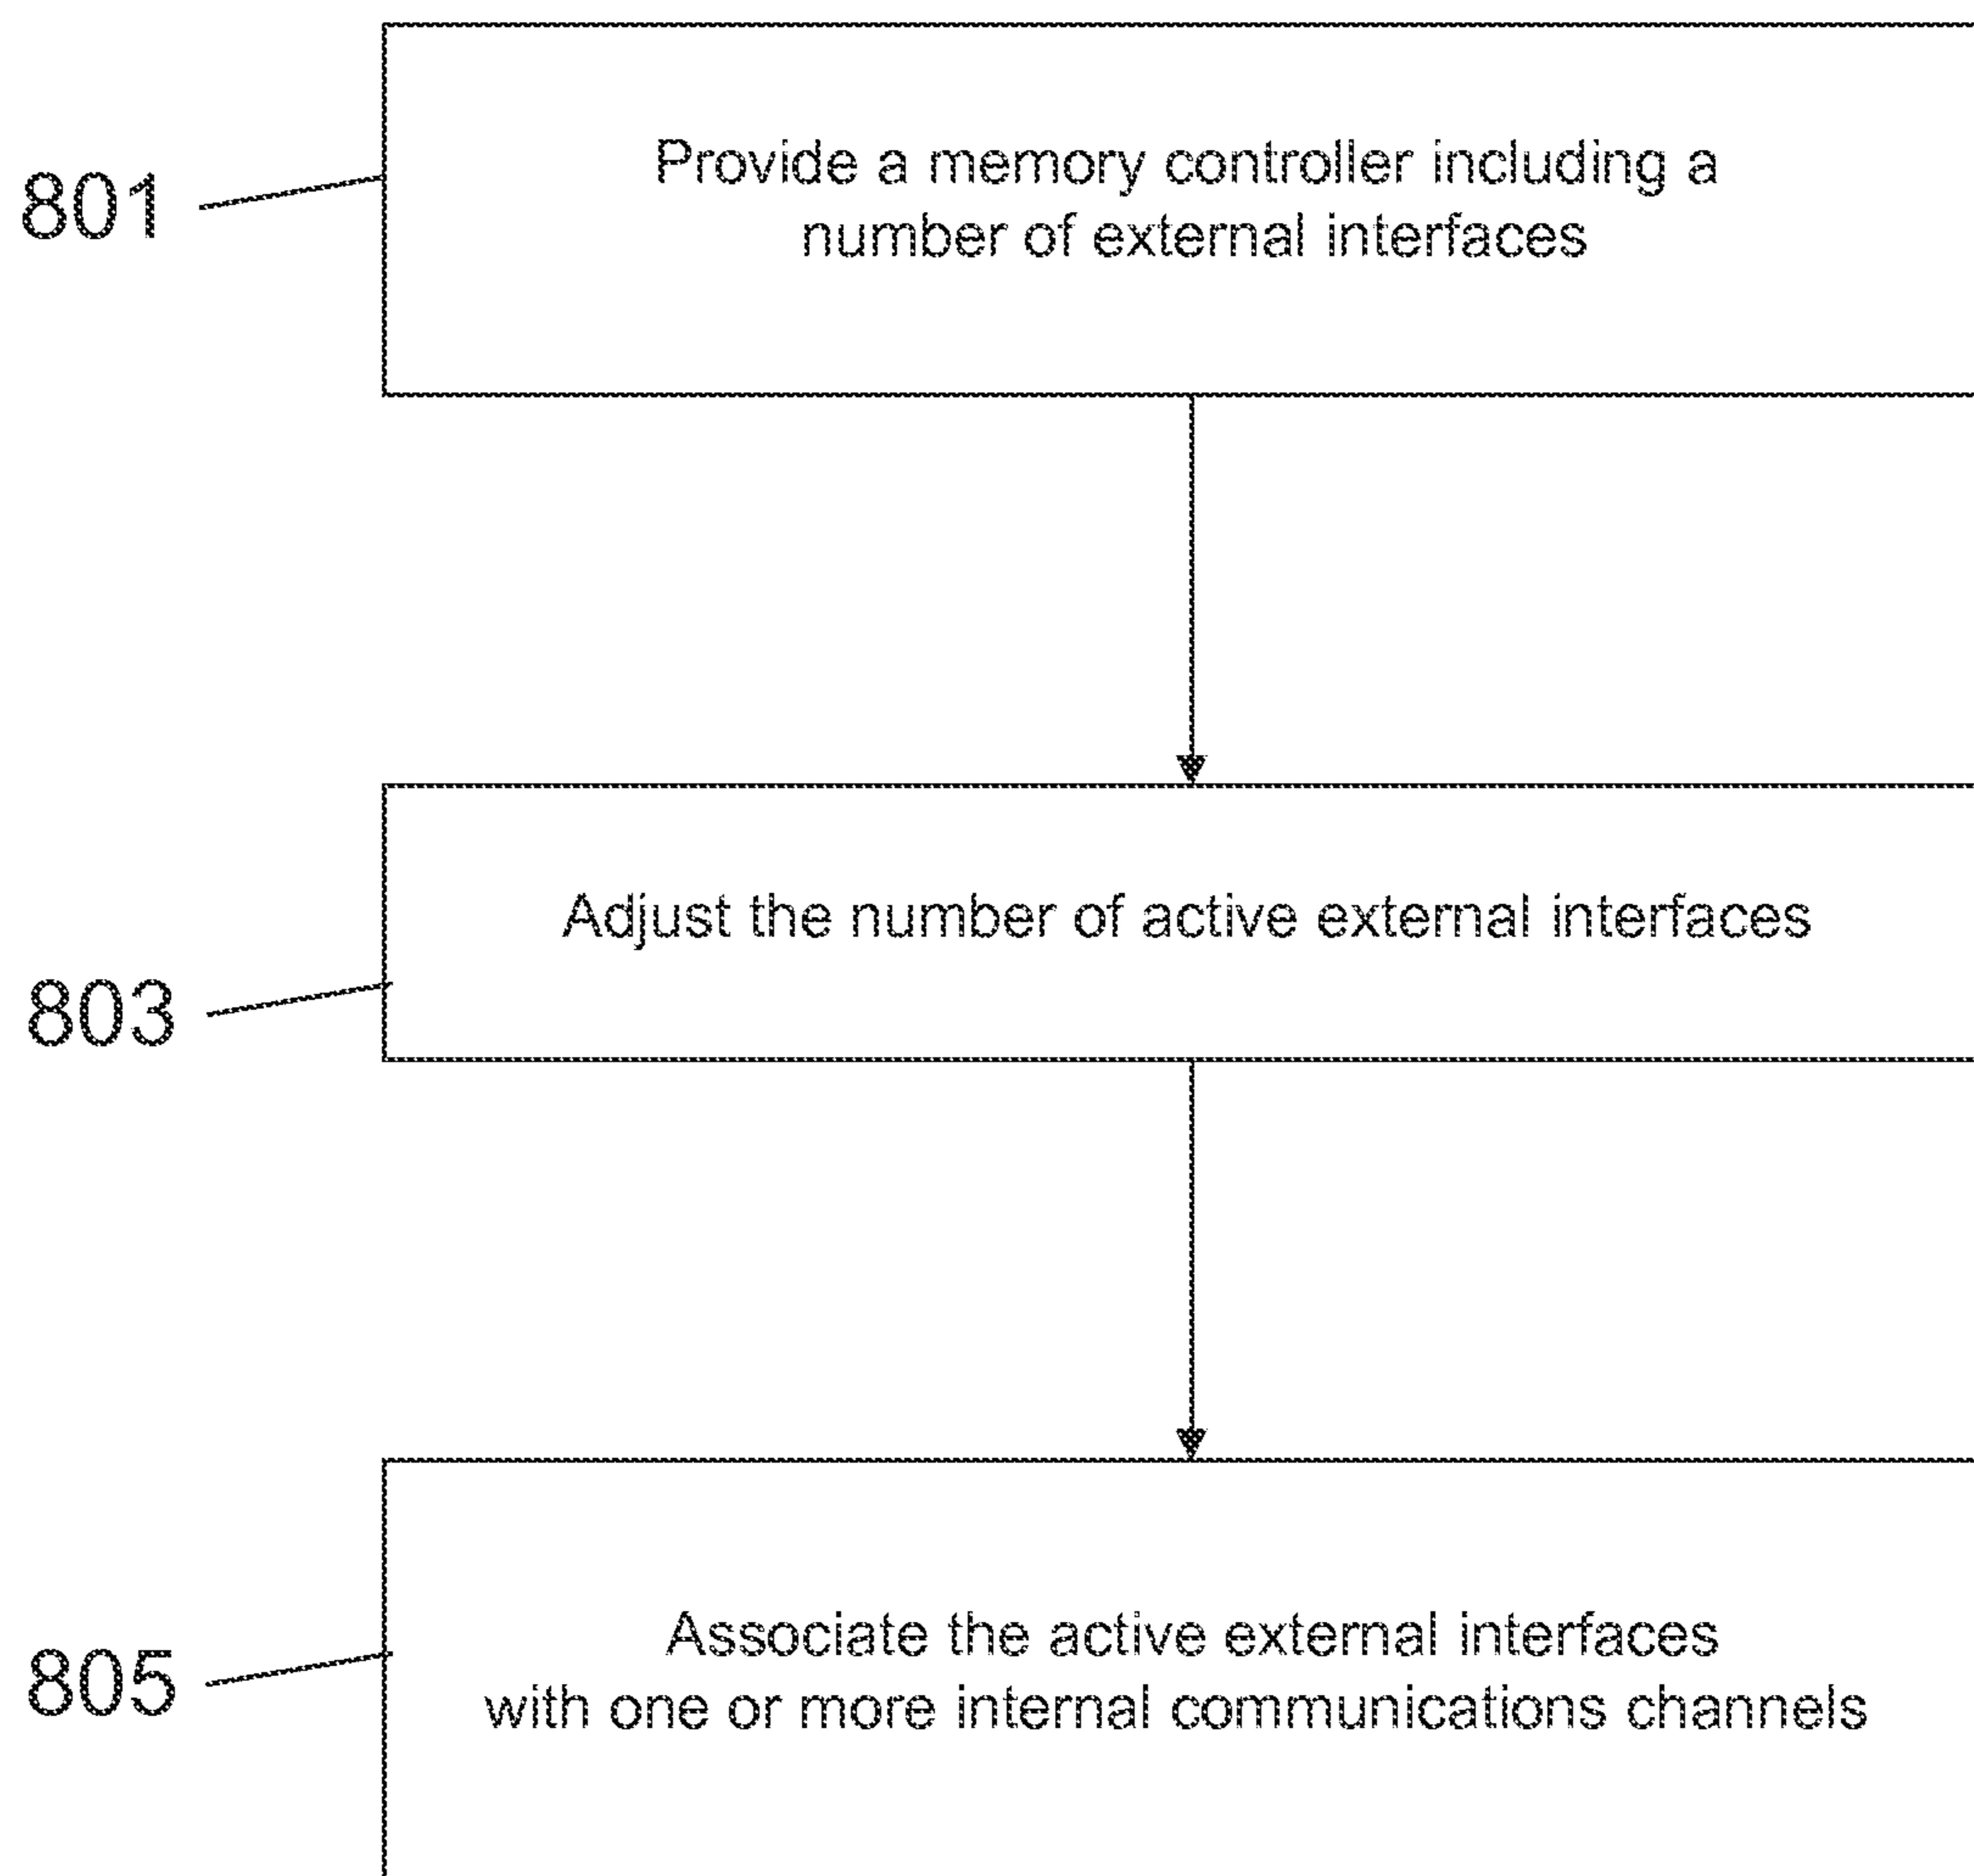 801
Provide a memory controller including a
number of external interfaces
Adjust the number of active external interfaces
803
Associate the active external interfaces
805
with one or more internal communications channels